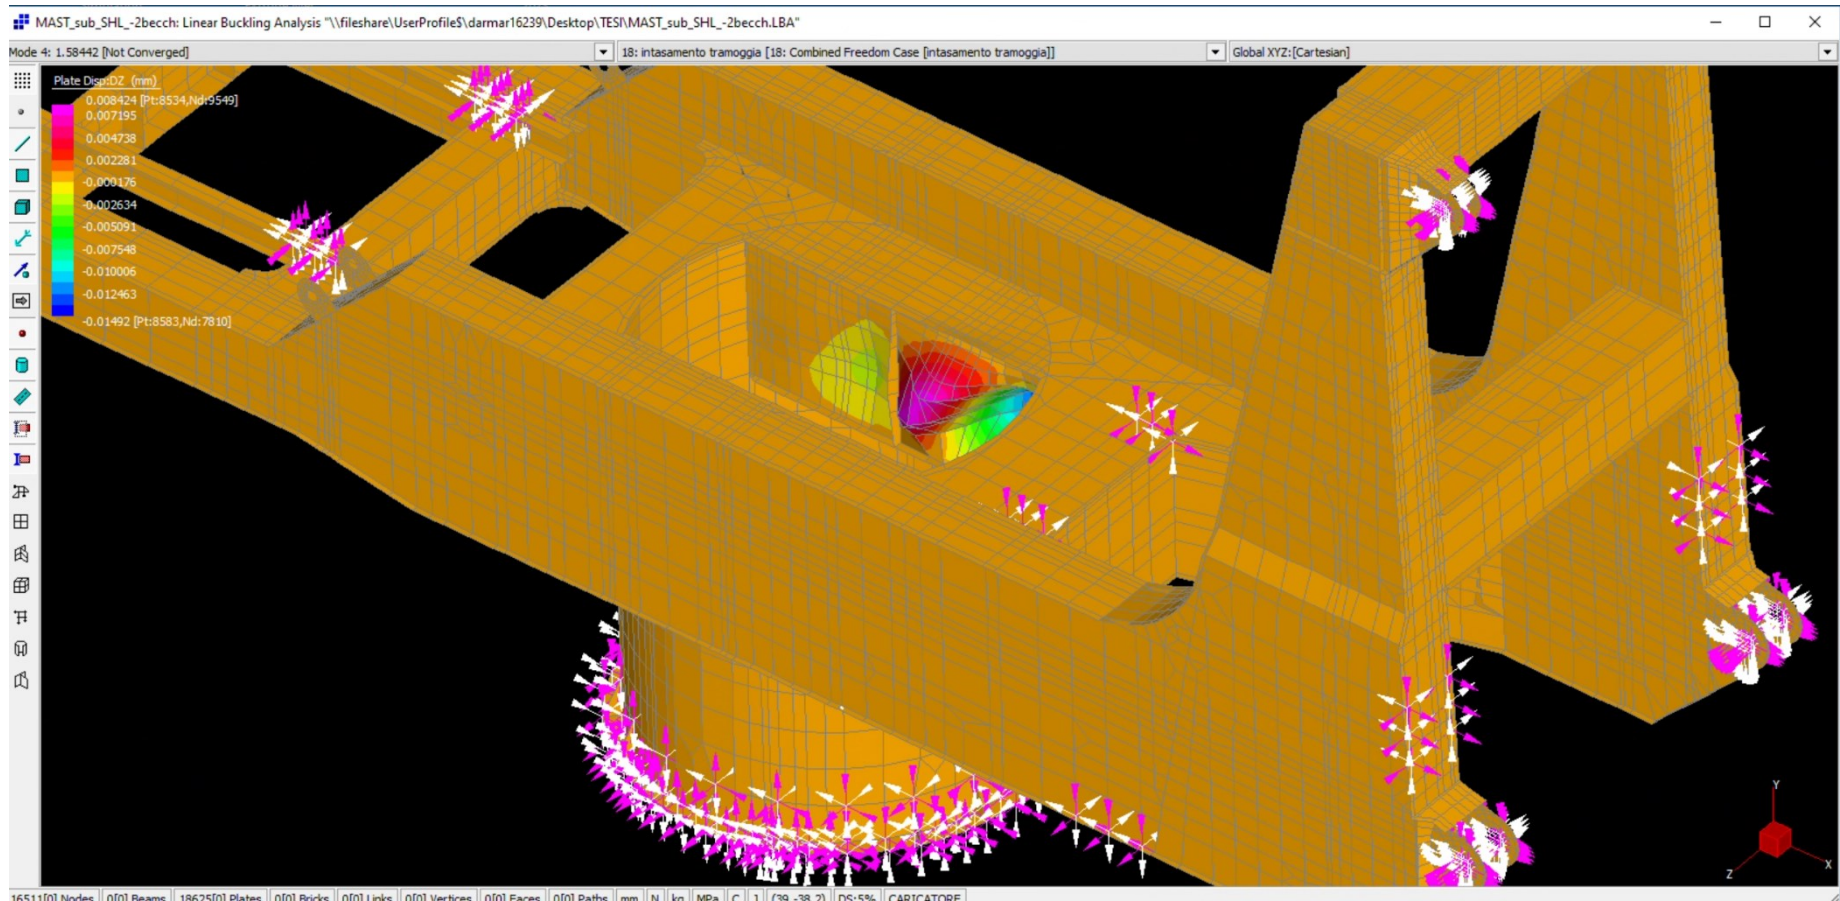 MAST_sub_SHL_-2becch: Linear Buckling Analysis "\\fileshare\UserProfile$\darmar16239\Desktop\TESI\MAST_sub_SHL_-2becch.LBA"
Mode 4: 1.58442 [Not Converged]
18: intasamento tramoggia [18: Combined Freedom Case [intasamento tramoggia]]
Global XYZ:[Cartesian]
Plate Disp:DZ (mm)
0.008424 [Pt:8534,Nd:9549]
0.007195
0.004738
0.002281
-0.000176
-0.002634
-0.005091
-0.007548
-0.010006
-0.012463
-0.01492 [Pt:8583,Nd:7810]
Y
X
Z
16511[0] Nodes 0[0] Beams 18625[0] Plates 0[0] Bricks 0[0] Links 0[0] Vertices 0[0] Faces 0[0] Paths mm N kg MPa C J (39,-38,2) DS:5% CARICATORE